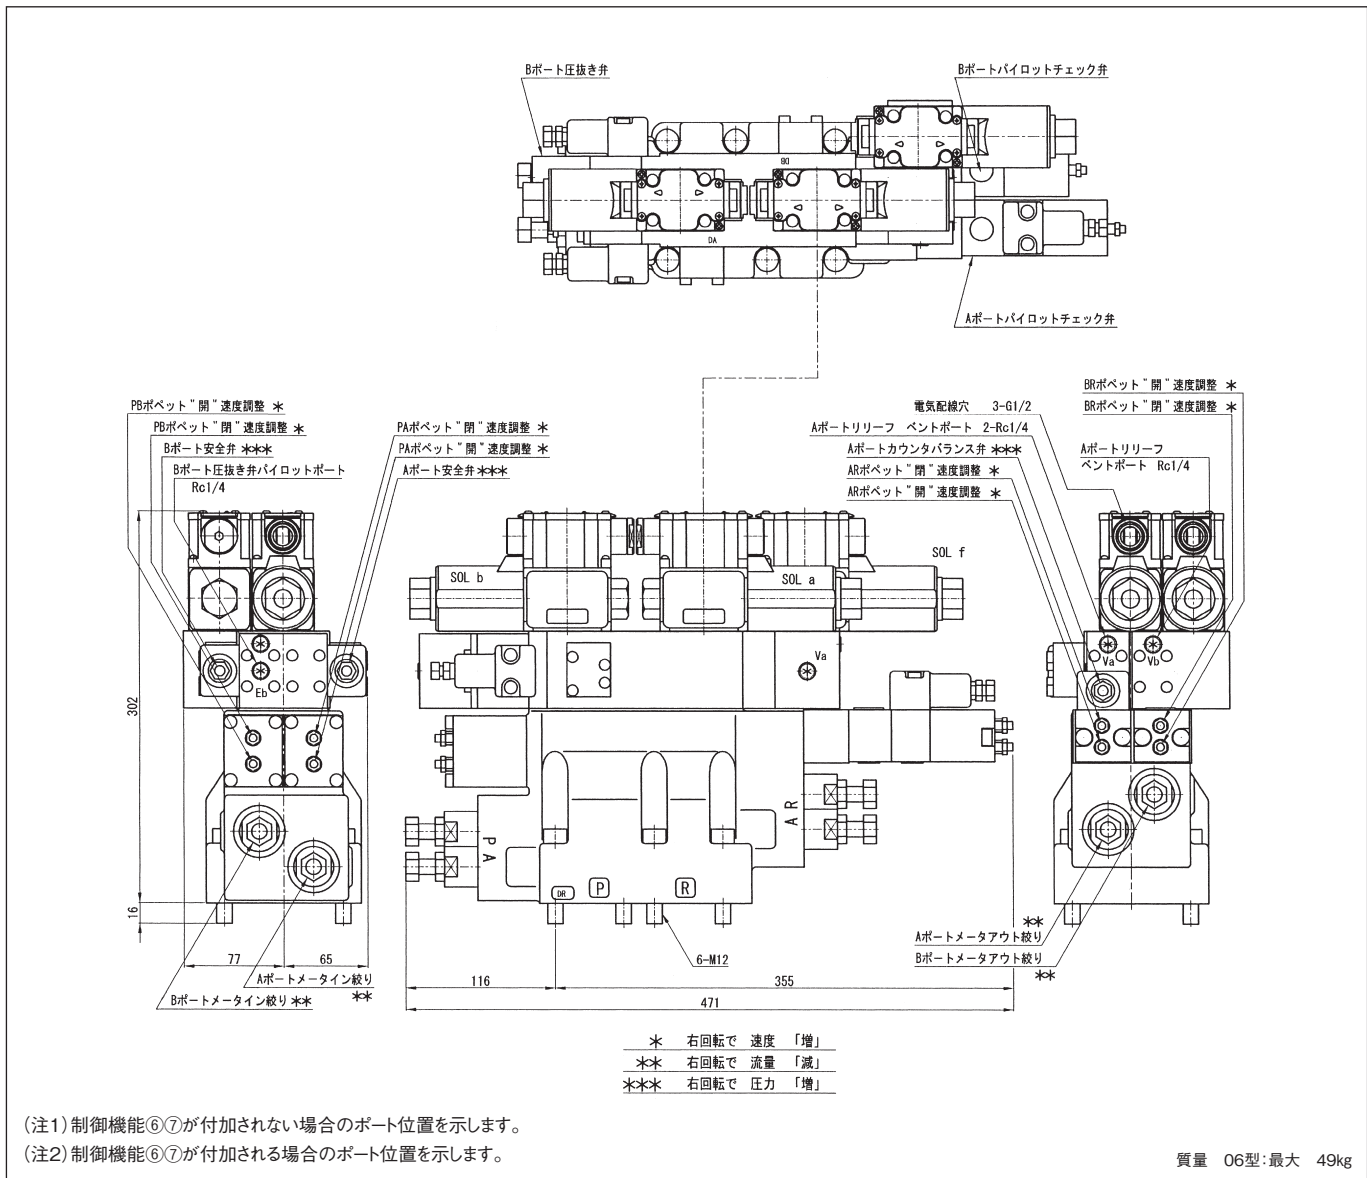 Bポート圧抜き弁
Bポートパイロットチェック弁
DB
DA
Aポートパイロットチェック弁
PBポペット"開"速度調整 *
PBポペット"閉"速度調整 *
Bポート安全弁 ***
Bポート圧抜き弁パイロットポート
Rc1/4
PAポペット"閉"速度調整 *
PAポペット"開"速度調整 *
Aポート安全弁 ***
電気配線穴 3-G1/2
Aポートリリーフ ベントポート 2-Rc1/4
Aポートカウンタバランス弁 ***
ARポペット"閉"速度調整 *
ARポペット"開"速度調整 *
BRポペット"開"速度調整 *
BRポペット"閉"速度調整 *
Aポートリリーフ
ベントポート Rc1/4
SOL b
SOL a
SOL f
Va
Va
Vb
Eb
302
16
77
65
Aポートメータイン絞り
**
Bポートメータイン絞り **
P A
A R
DR
P
R
6-M12
116
355
471
**
Aポートメータアウト絞り
Bポートメータアウト絞り
**
* 右回転で 速度 「増」
** 右回転で 流量 「減」
*** 右回転で 圧力 「増」
(注1)制御機能⑥⑦が付加されない場合のポート位置を示します。
(注2)制御機能⑥⑦が付加される場合のポート位置を示します。
質量 06型:最大 49kg